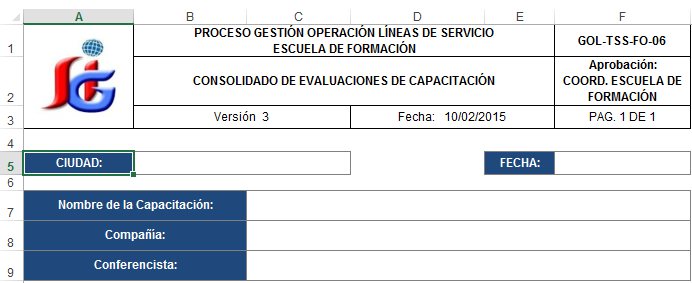 A B C D E F
1 PROCESO GESTIÓN OPERACIÓN LÍNEAS DE SERVICIO
ESCUELA DE FORMACIÓN
GOL-TSS-FO-06
2 CONSOLIDADO DE EVALUACIONES DE CAPACITACIÓN
Aprobación:
COORD. ESCUELA DE
FORMACIÓN
3 Versión 3 Fecha: 10/02/2015 PAG. 1 DE 1
4
5 CIUDAD: FECHA:
6
7 Nombre de la Capacitación:
8 Compañía:
9 Conferencista: